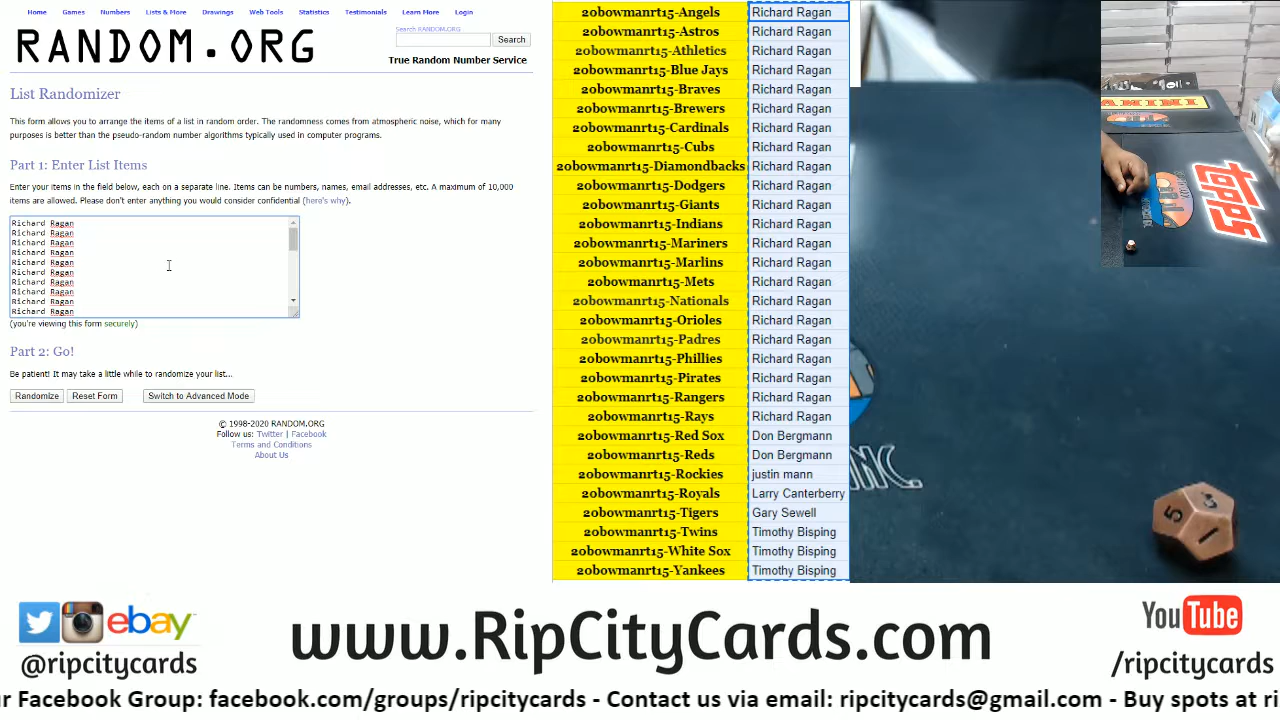 Home Games Numbers Lists & More Drawings Web Tools Statistics Testimonials Learn More Login
RANDOM.ORG
Search RANDOM.ORG
Search
True Random Number Service
List Randomizer
This form allows you to arrange the items of a list in random order. The randomness comes from atmospheric noise, which for many
purposes is better than the pseudo-random number algorithms typically used in computer programs.
Part 1: Enter List Items
Enter your items in the field below, each on a separate line. Items can be numbers, names, email addresses, etc. A maximum of 10,000
items are allowed. Please don't enter anything you would consider confidential (here's why).
Richard Ragan
Richard Ragan
Richard Ragan
Richard Ragan
Richard Ragan
Richard Ragan
Richard Ragan
Richard Ragan
Richard Ragan
Richard Ragan
(you're viewing this form securely)
Part 2: Go!
Be patient! It may take a little while to randomize your list...
Randomize Reset Form Switch to Advanced Mode
© 1998-2020 RANDOM.ORG
Follow us: Twitter | Facebook
Terms and Conditions
About Us
20bowmanrt15-Angels Richard Ragan
20bowmanrt15-Astros Richard Ragan
20bowmanrt15-Athletics Richard Ragan
20bowmanrt15-Blue Jays Richard Ragan
20bowmanrt15-Braves Richard Ragan
20bowmanrt15-Brewers Richard Ragan
20bowmanrt15-Cardinals Richard Ragan
20bowmanrt15-Cubs Richard Ragan
20bowmanrt15-Diamondbacks Richard Ragan
20bowmanrt15-Dodgers Richard Ragan
20bowmanrt15-Giants Richard Ragan
20bowmanrt15-Indians Richard Ragan
20bowmanrt15-Mariners Richard Ragan
20bowmanrt15-Marlins Richard Ragan
20bowmanrt15-Mets Richard Ragan
20bowmanrt15-Nationals Richard Ragan
20bowmanrt15-Orioles Richard Ragan
20bowmanrt15-Padres Richard Ragan
20bowmanrt15-Phillies Richard Ragan
20bowmanrt15-Pirates Richard Ragan
20bowmanrt15-Rangers Richard Ragan
20bowmanrt15-Rays Richard Ragan
20bowmanrt15-Red Sox Don Bergmann
20bowmanrt15-Reds Don Bergmann
20bowmanrt15-Rockies justin mann
20bowmanrt15-Royals Larry Canterberry
20bowmanrt15-Tigers Gary Sewell
20bowmanrt15-Twins Timothy Bisping
20bowmanrt15-White Sox Timothy Bisping
20bowmanrt15-Yankees Timothy Bisping
PANINI
topps
5
1
ebay
@ripcitycards
www.RipCityCards.com
YouTube
/ripcitycards
r Facebook Group: facebook.com/groups/ripcitycards - Contact us via email: ripcitycards@gmail.com - Buy spots at ri